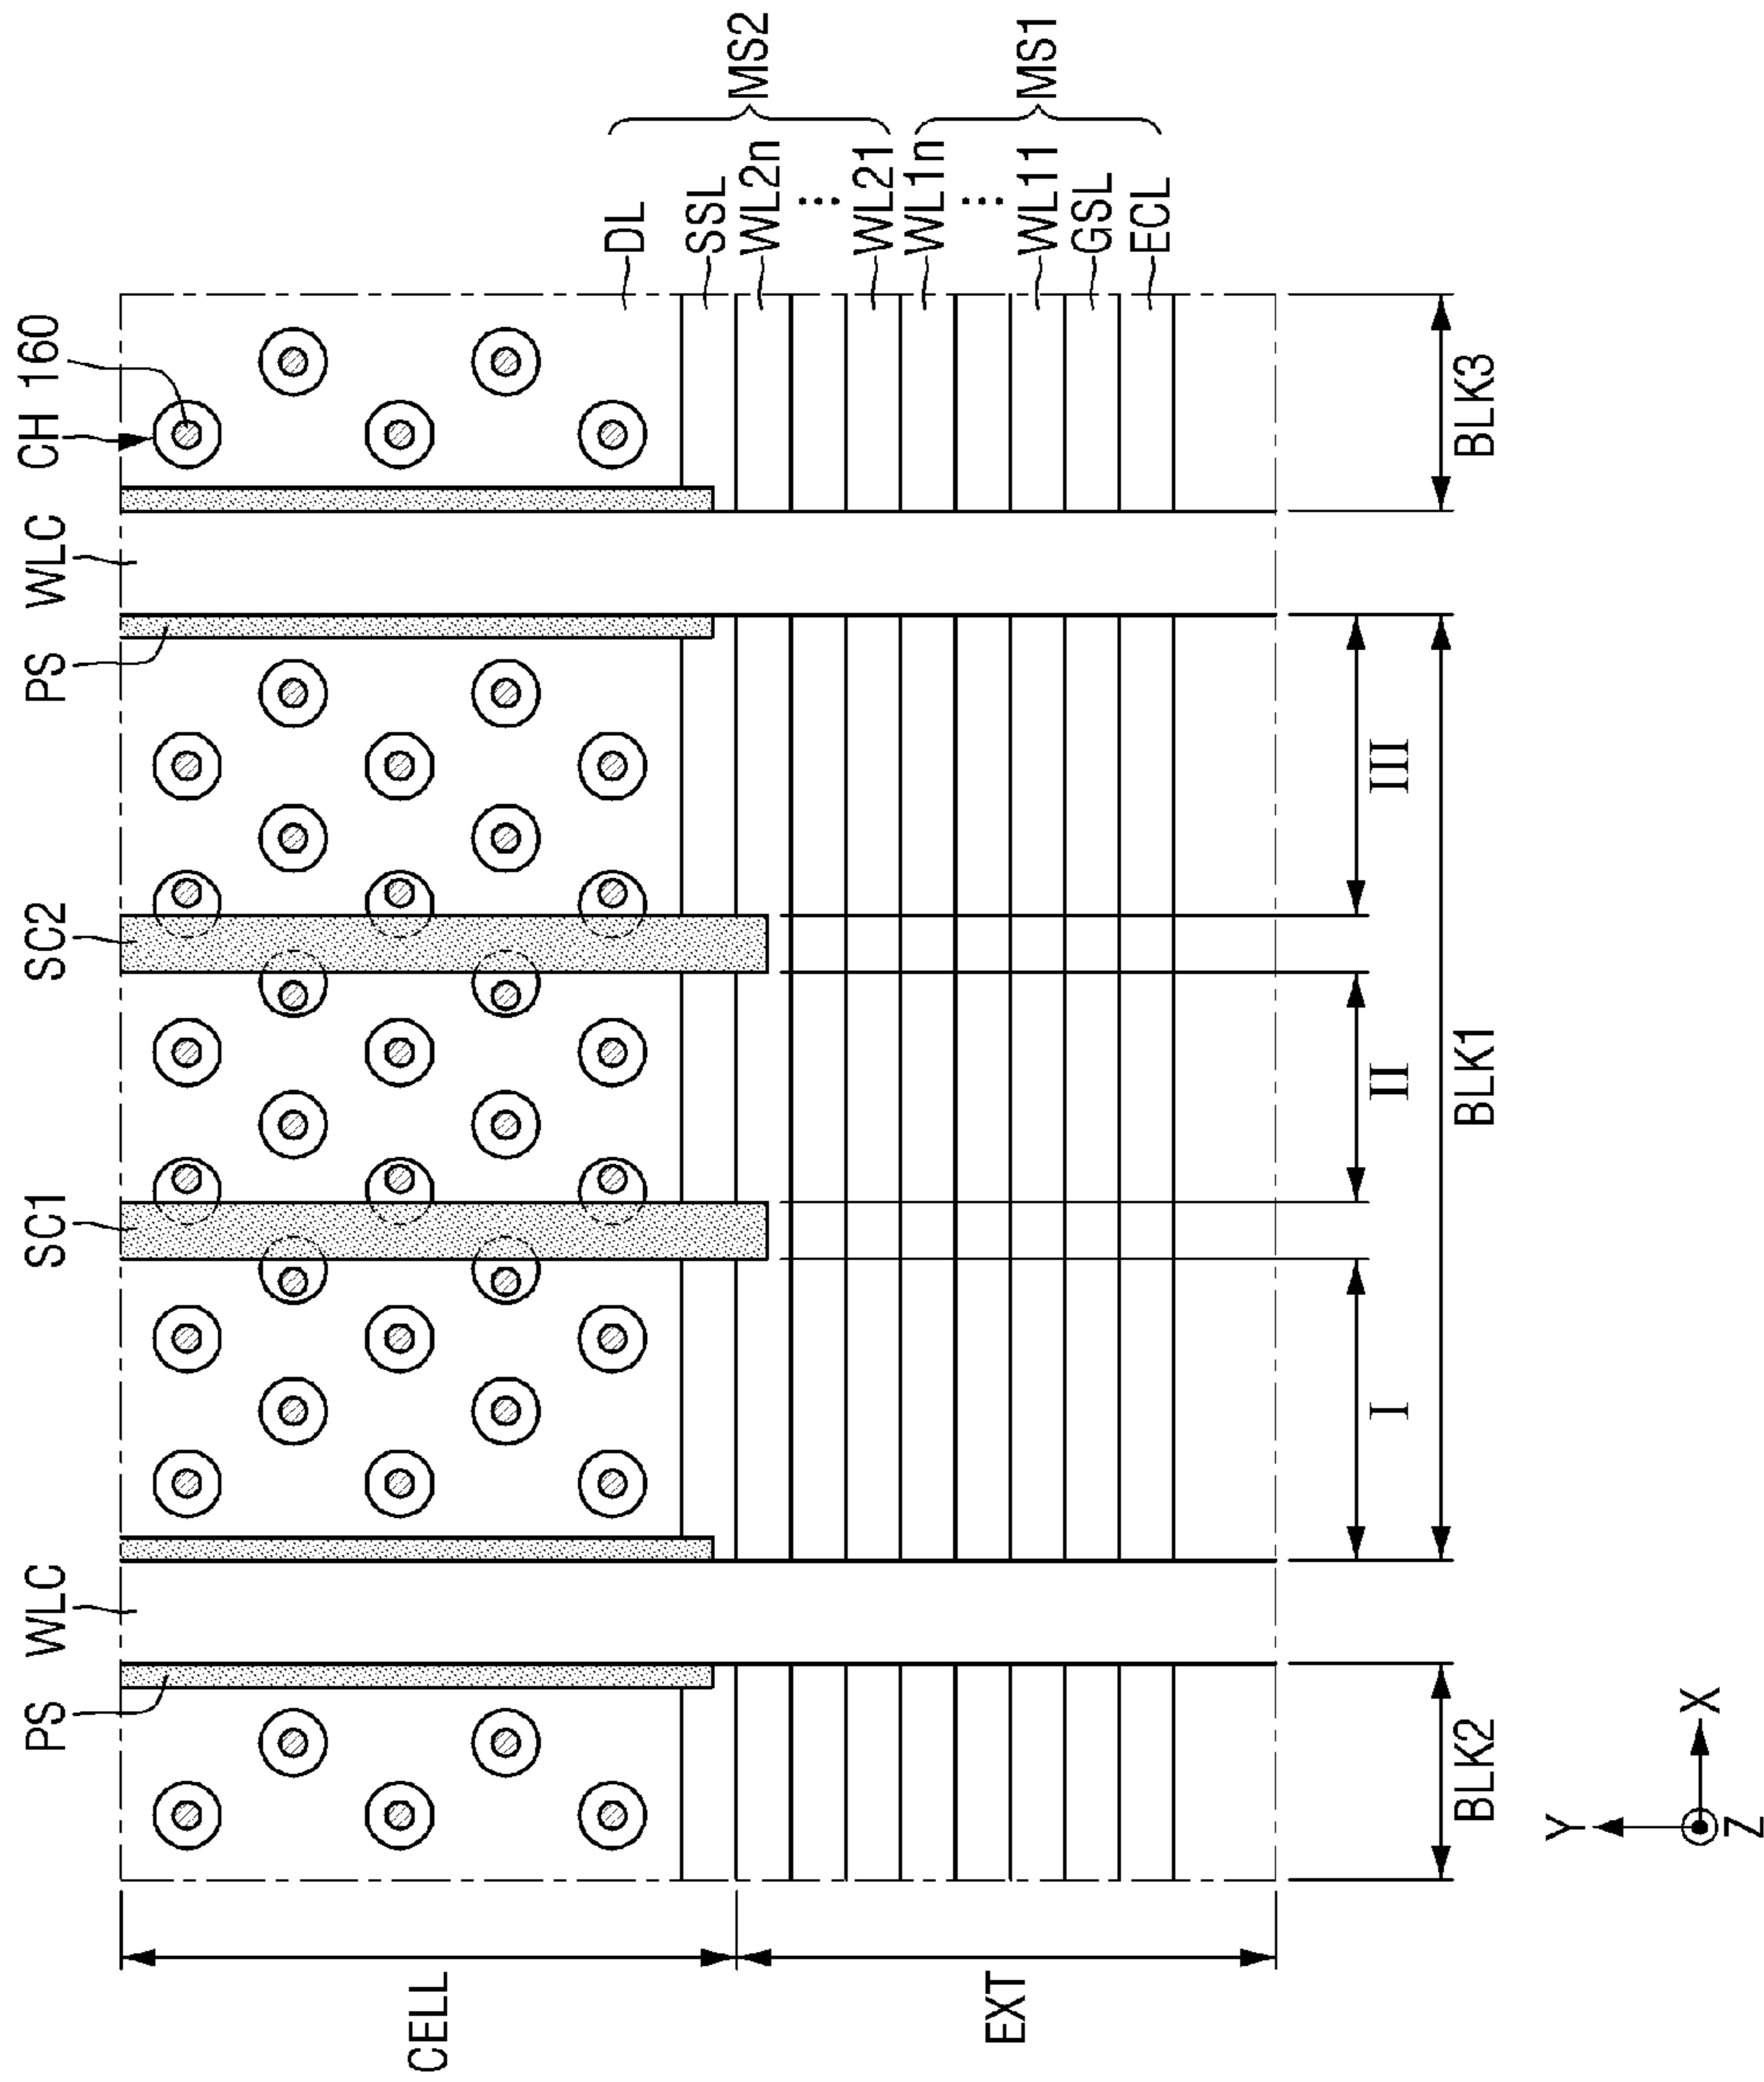 PS
WLC
SC1
SC2
PS
WLC
CH
160
CELL
EXT
DL
SSL
WL2n
⋮
WL21
WL1n
⋮
WL11
GSL
ECL
MS2
MS1
I
II
III
BLK2
BLK1
BLK3
Y
X
Z